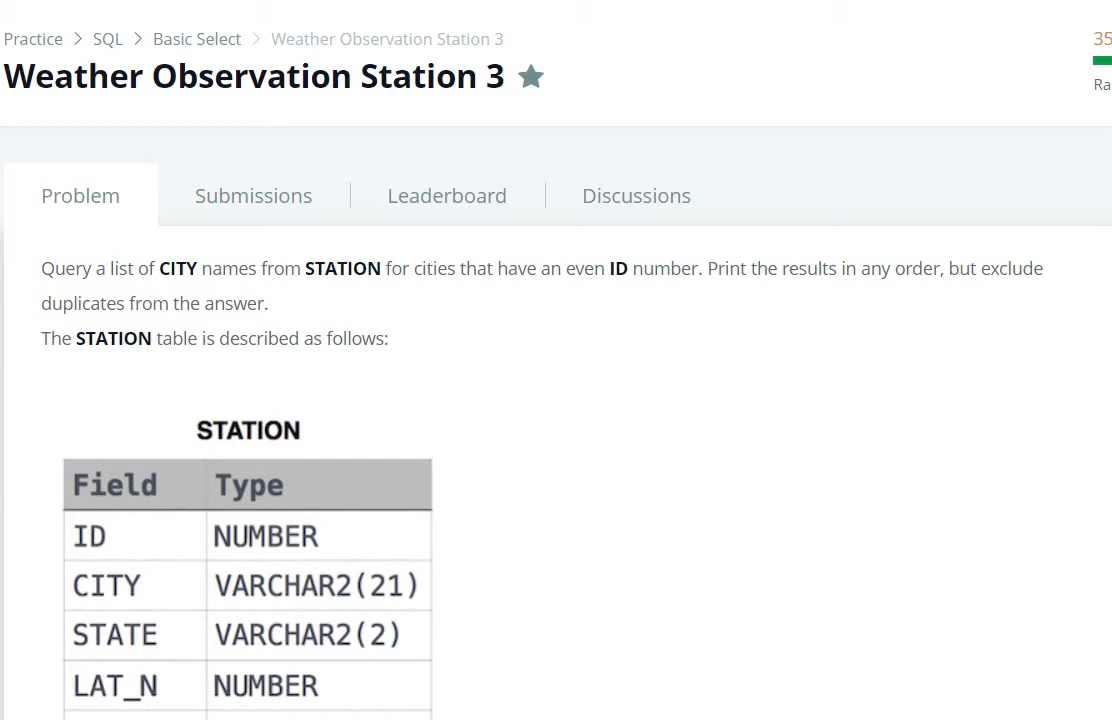 Practice > SQL > Basic Select > Weather Observation Station 3
35
Weather Observation Station 3
Ra
Problem
Submissions
Leaderboard
Discussions
Query a list of CITY names from STATION for cities that have an even ID number. Print the results in any order, but exclude
duplicates from the answer.
The STATION table is described as follows:
STATION
Field Type
ID NUMBER
CITY VARCHAR2(21)
STATE VARCHAR2(2)
LAT_N NUMBER